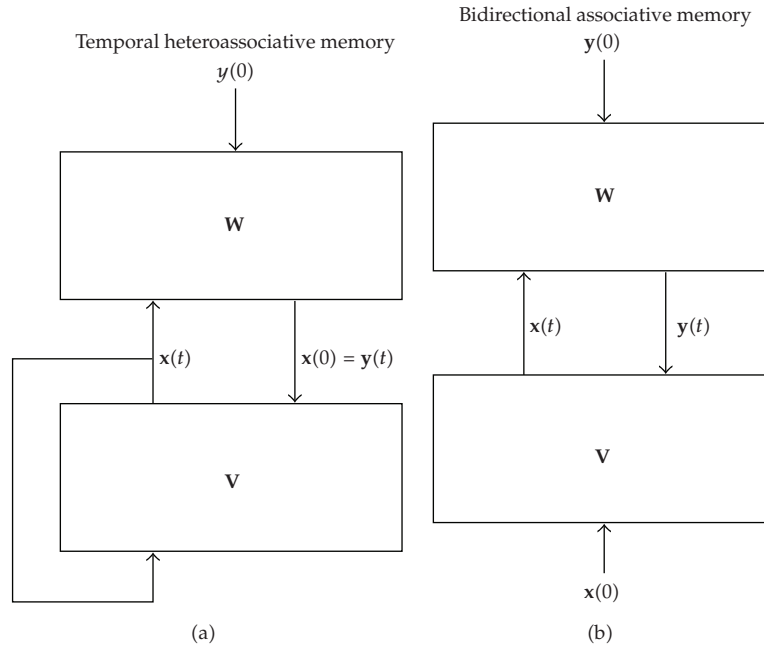 Temporal heteroassociative memory
y(0)
W
x(t)
x(0) = y(t)
V
(a)
Bidirectional associative memory
y(0)
W
x(t)
y(t)
V
x(0)
(b)